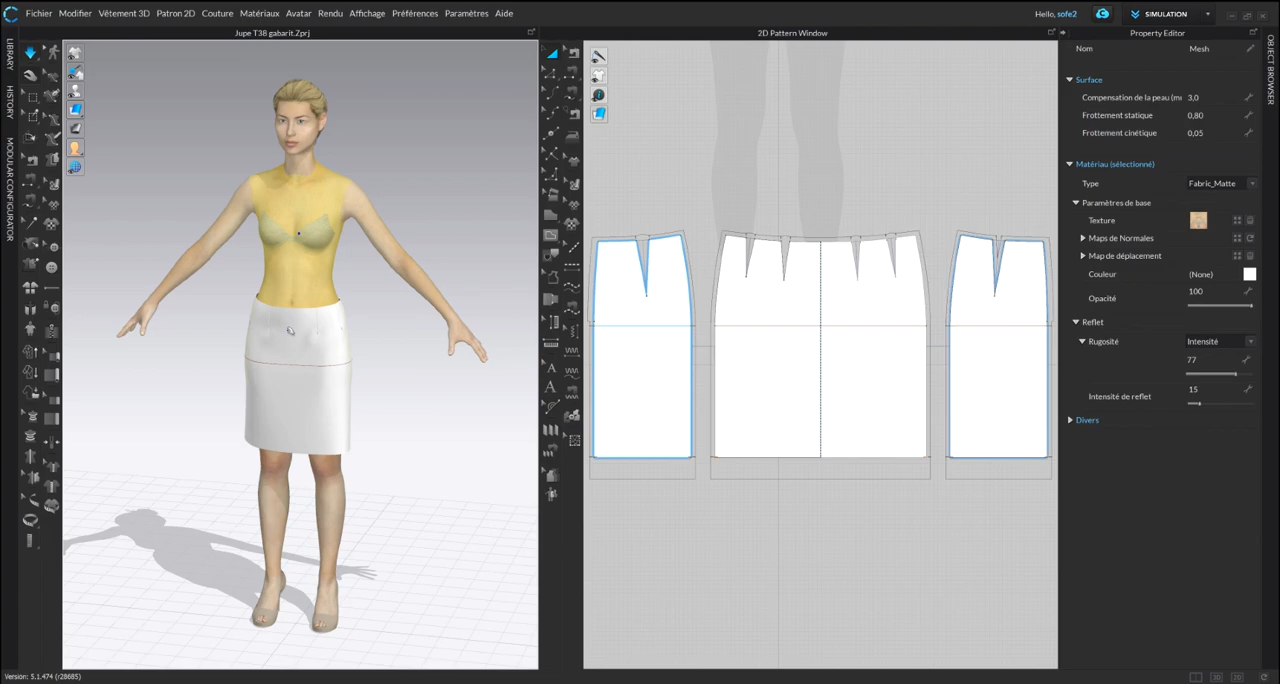 Fichier Modifier Vêtement 3D Patron 2D Couture Matériaux Avatar Rendu Affichage Préférences Paramètres Aide
Hello, sofe2
SIMULATION
Jupe T38 gabarit.Zprj
2D Pattern Window
Property Editor
LIBRARY
HISTORY
MODULAR CONFIGURATOR
OBJECT BROWSER
Nom Mesh
Surface
Compensation de la peau (m 3,0
Frottement statique 0,80
Frottement cinétique 0,05
Matériau (sélectionné)
Type Fabric_Matte
Paramètres de base
Texture
Maps de Normales
Map de déplacement
Couleur (None)
Opacité 100
Reflet
Rugosité Intensité
77
Intensité de reflet 15
Divers
Version: 5.1.474 (r28685)
3D
2D